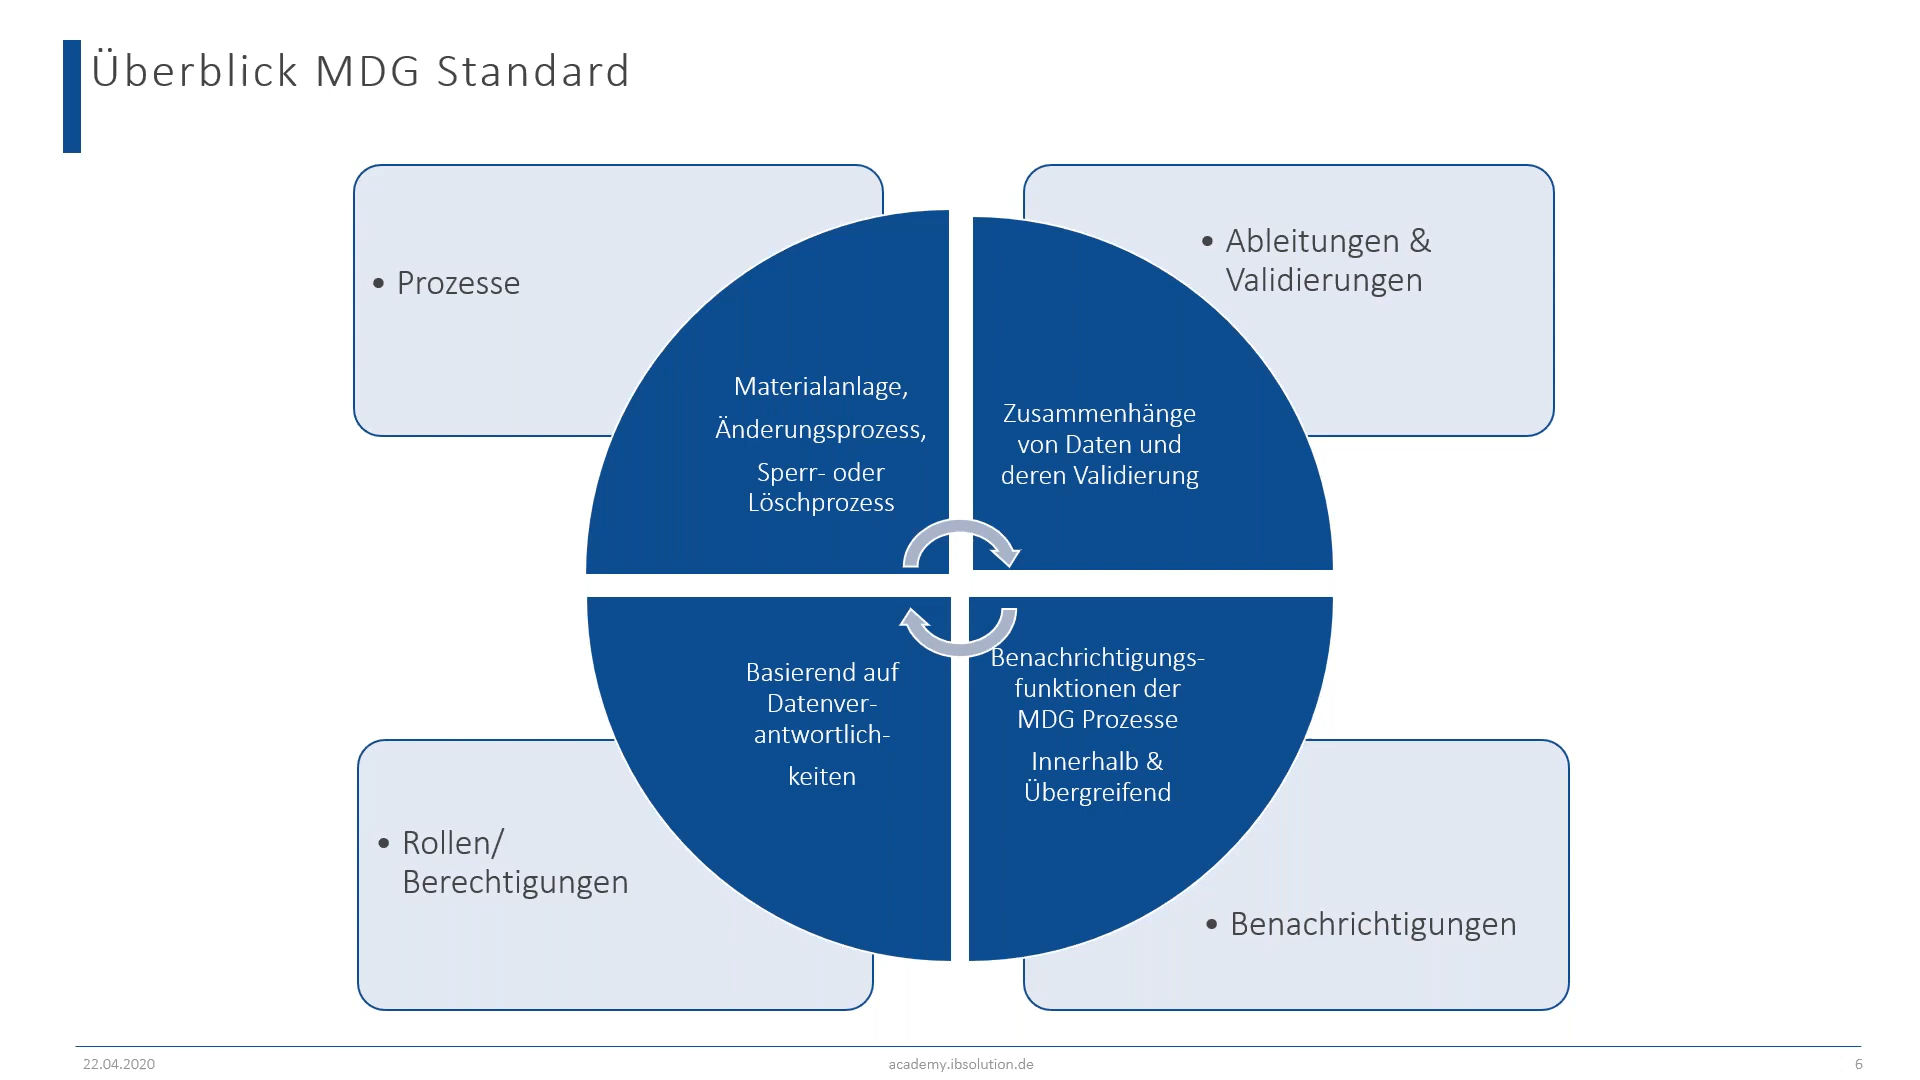 Überblick MDG Standard
• Prozesse
Materialanlage,
Änderungsprozess,
Sperr- oder
Löschprozess
• Ableitungen &
Validierungen
Zusammenhänge
von Daten und
deren Validierung
• Rollen/
Berechtigungen
Basierend auf
Datenver-
antwortlich-
keiten
Benachrichtigungs-
funktionen der
MDG Prozesse
Innerhalb &
Übergreifend
• Benachrichtigungen
22.04.2020
academy.ibsolution.de
6